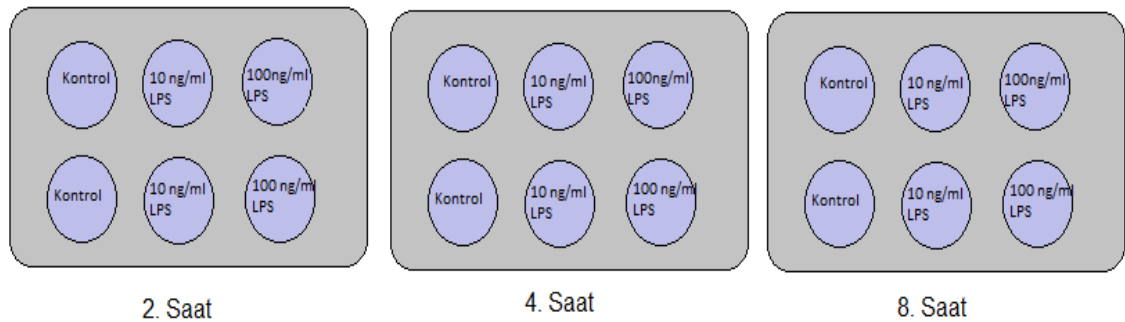 Kontrol
10 ng/ml
LPS
100ng/ml
LPS
Kontrol
10 ng/ml
LPS
100 ng/ml
LPS
2. Saat
Kontrol
10 ng/ml
LPS
100ng/ml
LPS
Kontrol
10 ng/ml
LPS
100 ng/ml
LPS
4. Saat
Kontrol
10 ng/ml
LPS
100ng/ml
LPS
Kontrol
10 ng/ml
LPS
100 ng/ml
LPS
8. Saat